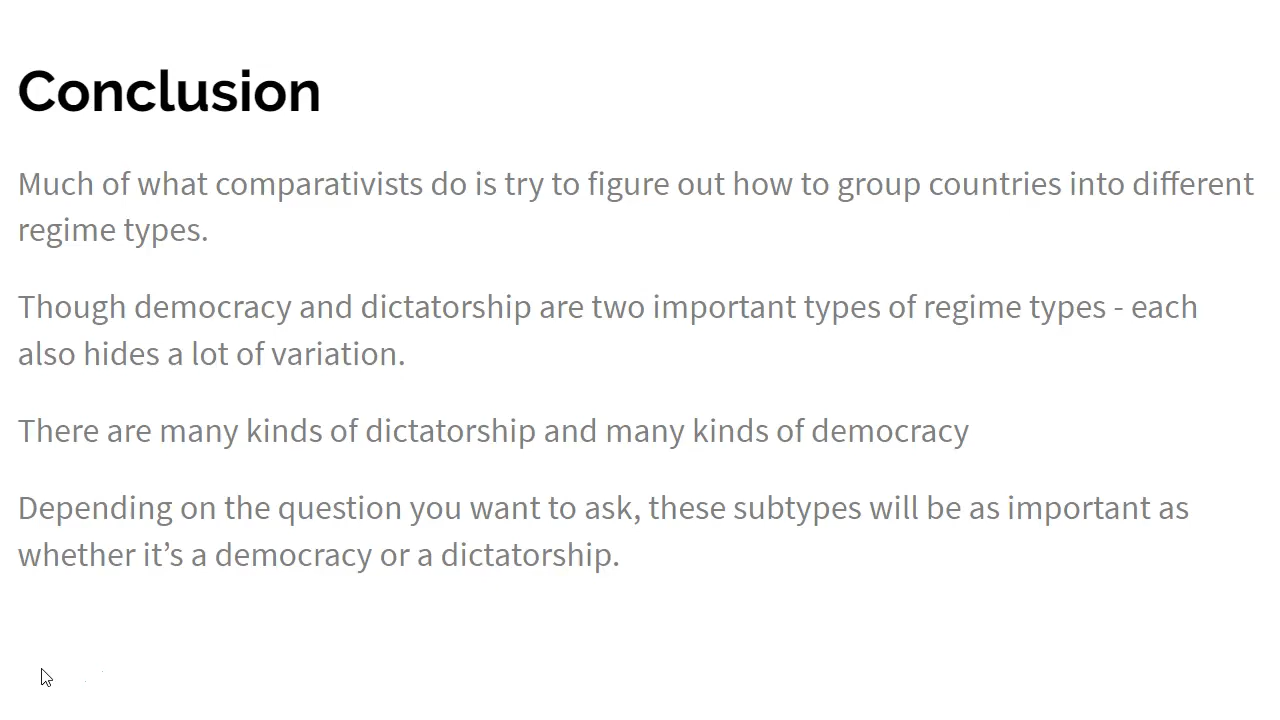 Conclusion
Much of what comparativists do is try to figure out how to group countries into different
regime types.
Though democracy and dictatorship are two important types of regime types - each
also hides a lot of variation.
There are many kinds of dictatorship and many kinds of democracy
Depending on the question you want to ask, these subtypes will be as important as
whether it’s a democracy or a dictatorship.